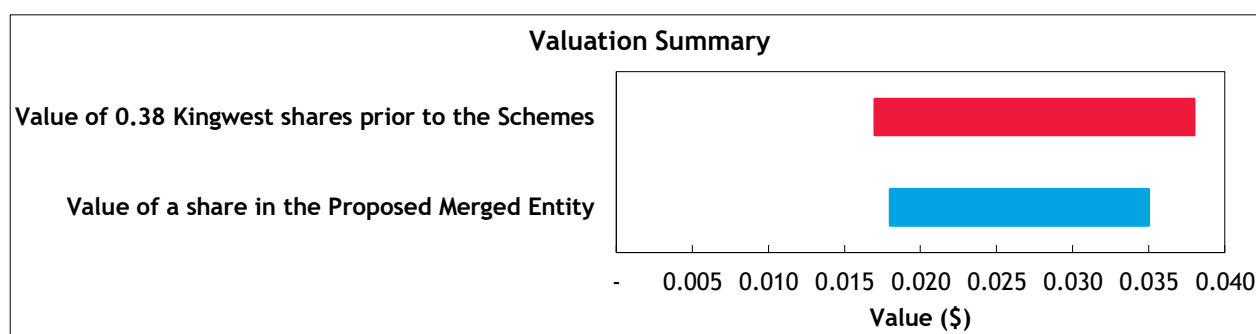 Valuation Summary
Value of 0.38 Kingwest shares prior to the Schemes
Value of a share in the Proposed Merged Entity
- 0.005 0.010 0.015 0.020 0.025 0.030 0.035 0.040
Value ($)